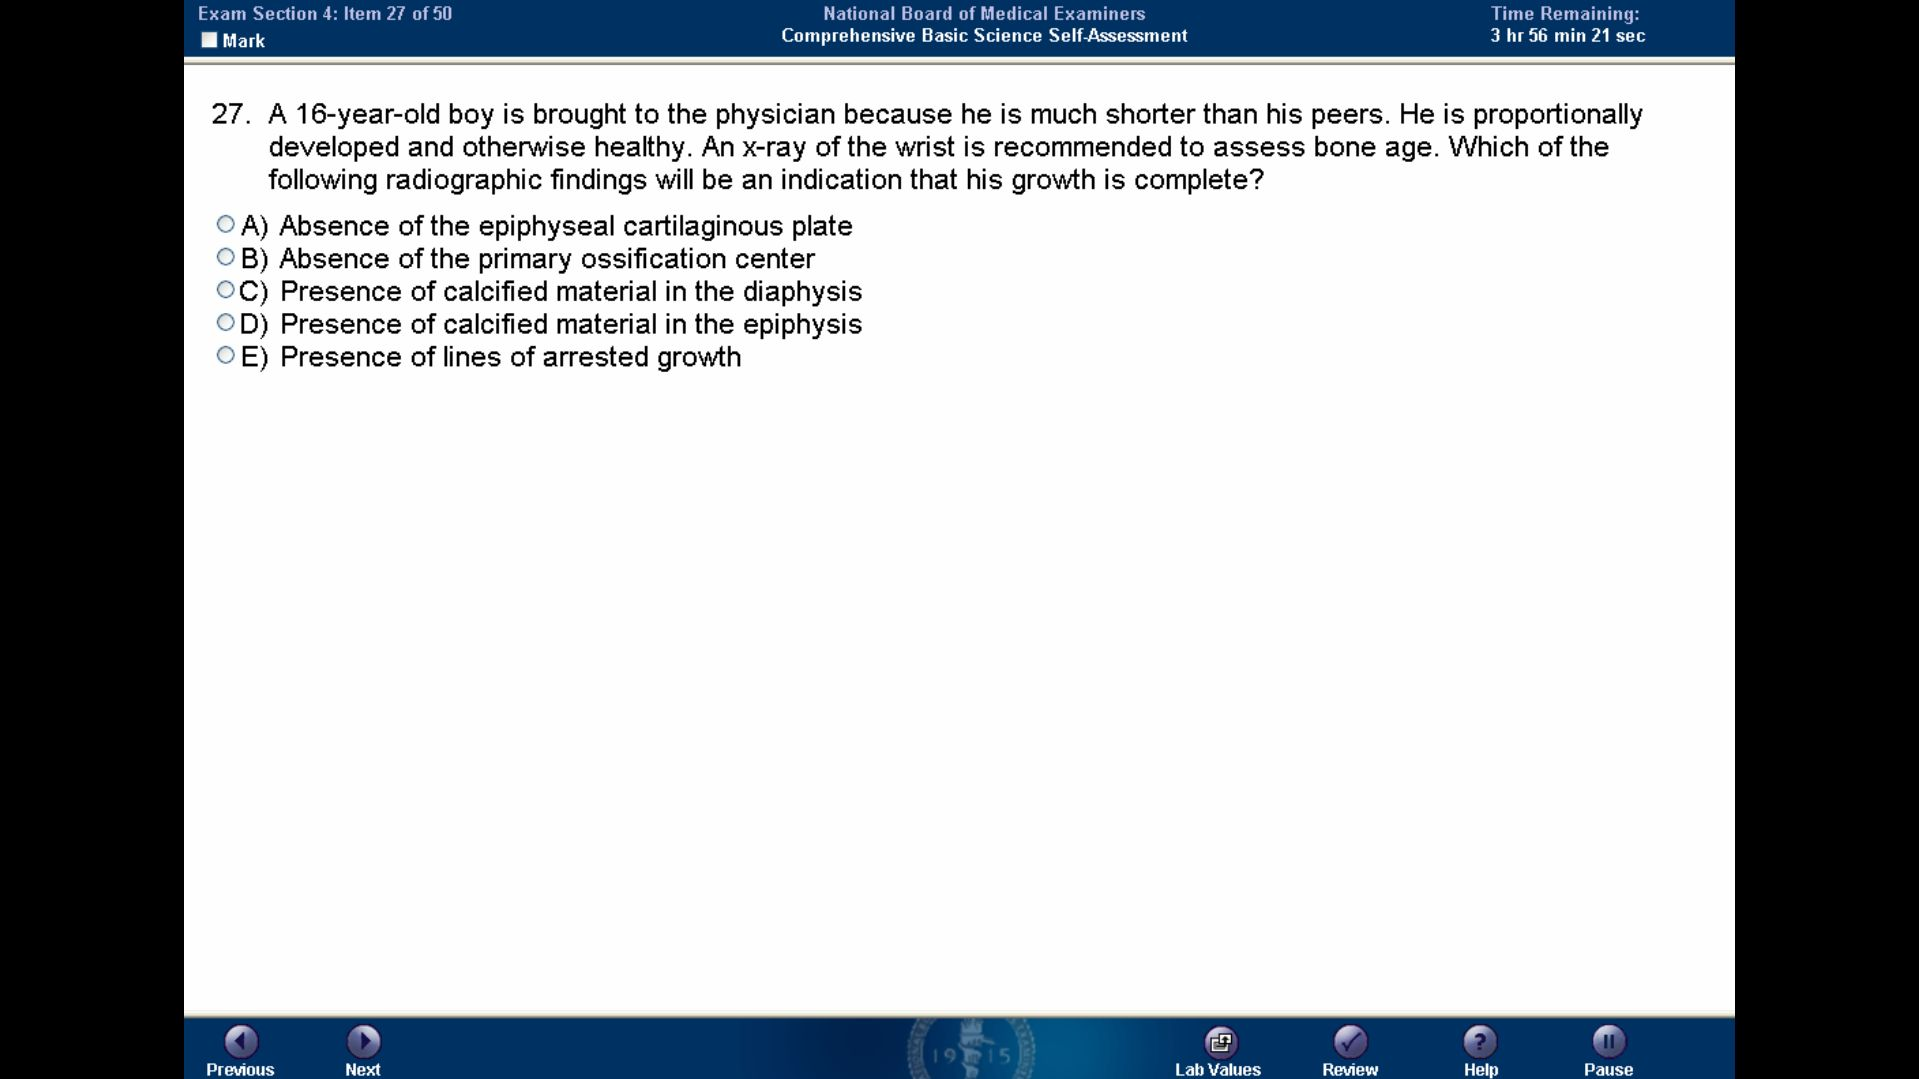 Exam Section 4: Item 27 of 50
National Board of Medical Examiners
Time Remaining:
Mark
Comprehensive Basic Science Self-Assessment
3 hr 56 min 21 sec
27. A 16-year-old boy is brought to the physician because he is much shorter than his peers. He is proportionally
developed and otherwise healthy. An x-ray of the wrist is recommended to assess bone age. Which of the
following radiographic findings will be an indication that his growth is complete?
A) Absence of the epiphyseal cartilaginous plate
B) Absence of the primary ossification center
C) Presence of calcified material in the diaphysis
D) Presence of calcified material in the epiphysis
E) Presence of lines of arrested growth
19 15
Previous
Next
Lab Values
Review
Help
Pause